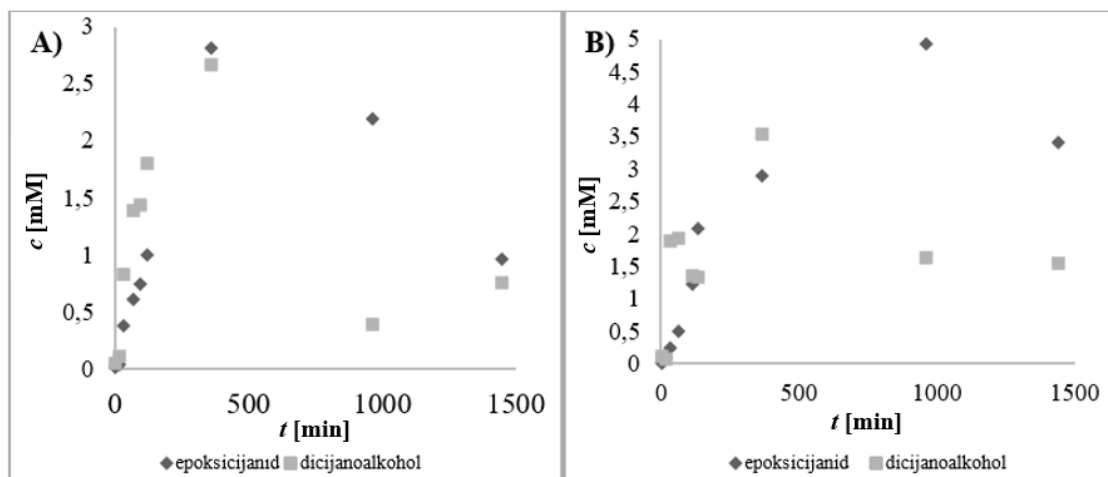 A)
3
2,5
2
1,5
1
0,5
0
c [mM]
0
500
1000
1500
t [min]
epoksicijanid
dicijanoalkohol
B)
5
4,5
4
3,5
3
2,5
2
1,5
1
0,5
0
c [mM]
0
500
1000
1500
t [min]
epoksicijanid
dicijanoalkohol